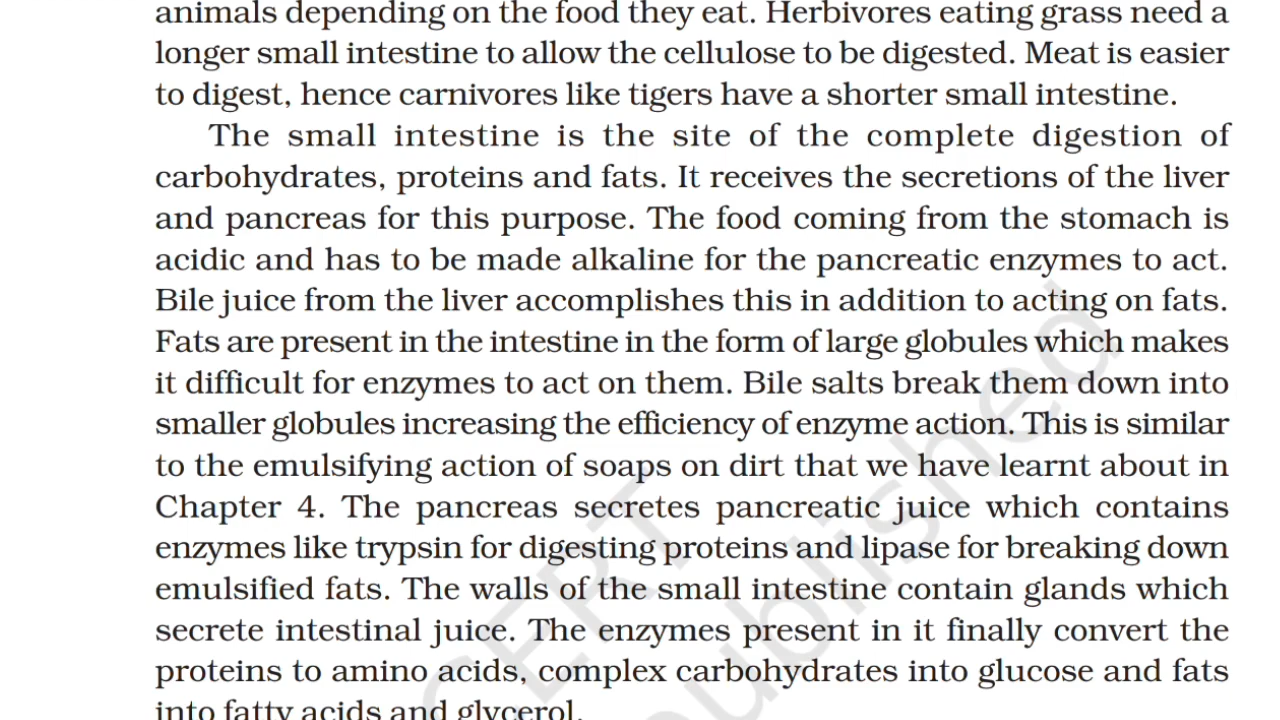 animals depending on the food they eat. Herbivores eating grass need a
longer small intestine to allow the cellulose to be digested. Meat is easier
to digest, hence carnivores like tigers have a shorter small intestine.
The small intestine is the site of the complete digestion of
carbohydrates, proteins and fats. It receives the secretions of the liver
and pancreas for this purpose. The food coming from the stomach is
acidic and has to be made alkaline for the pancreatic enzymes to act.
Bile juice from the liver accomplishes this in addition to acting on fats.
Fats are present in the intestine in the form of large globules which makes
it difficult for enzymes to act on them. Bile salts break them down into
smaller globules increasing the efficiency of enzyme action. This is similar
to the emulsifying action of soaps on dirt that we have learnt about in
Chapter 4. The pancreas secretes pancreatic juice which contains
enzymes like trypsin for digesting proteins and lipase for breaking down
emulsified fats. The walls of the small intestine contain glands which
secrete intestinal juice. The enzymes present in it finally convert the
proteins to amino acids, complex carbohydrates into glucose and fats
into fatty acids and glycerol.
CERT
ublished